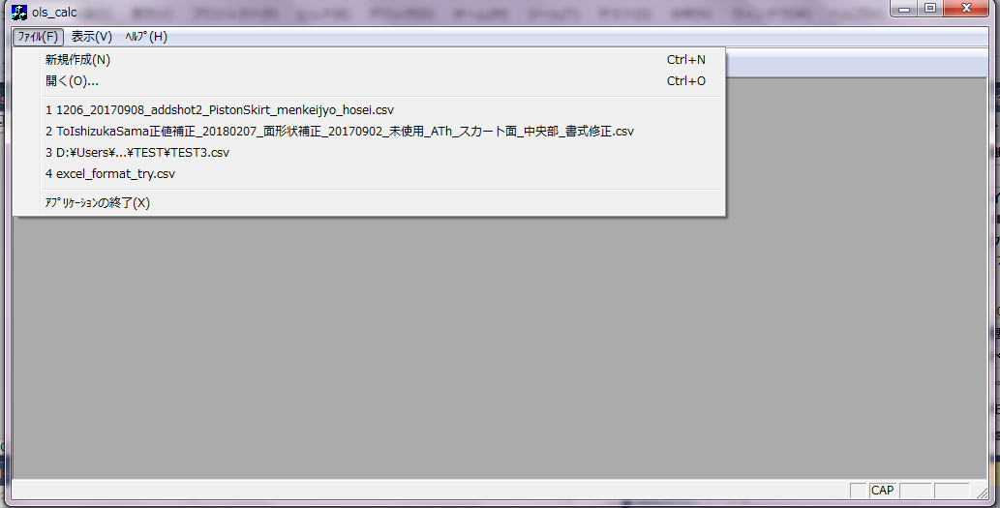 ols_calc
ﾌｧｲﾙ(F) 表示(V) ﾍﾙﾌﾟ(H)
新規作成(N) Ctrl+N
開く(O)... Ctrl+O
1 1206_20170908_addshot2_PistonSkirt_menkeijyo_hosei.csv
2 ToIshizukaSama正値補正_20180207_面形状補正_20170902_未使用_ATh_スカート面_中央部_書式修正.csv
3 D:¥Users¥...¥TEST¥TEST3.csv
4 excel_format_try.csv
ｱﾌﾟﾘｹｰｼｮﾝの終了(X)
CAP